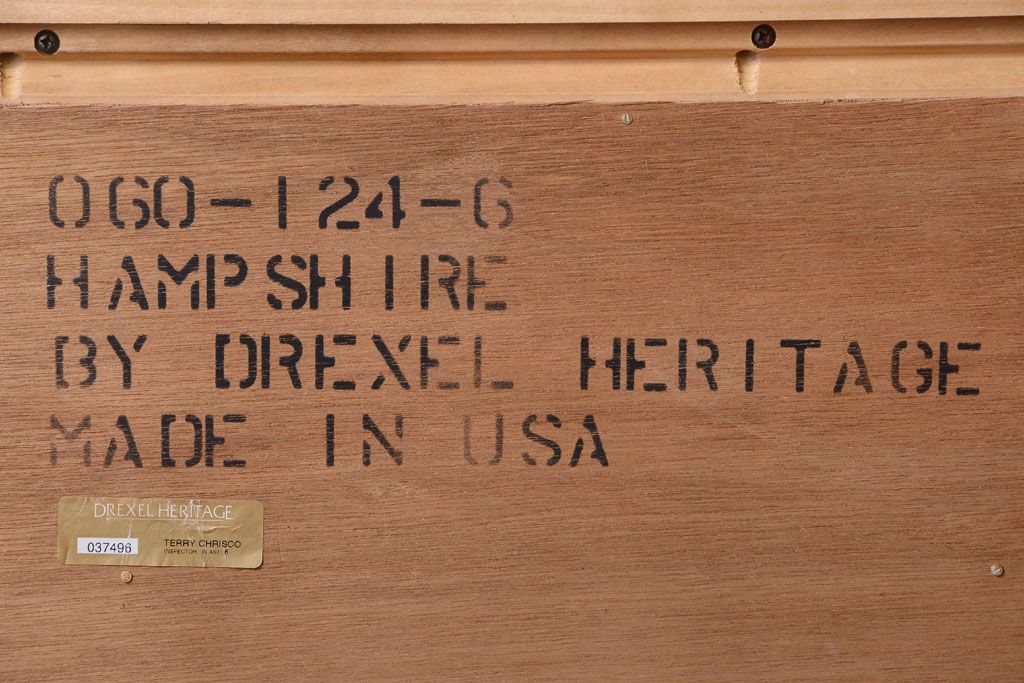 060-124-6
HAMPSHIRE
BY DREXEL HERITAGE
MADE IN USA
DREXEL HERITAGE
037496
TERRY CHRISCO
INSPECTOR, PLANT 6